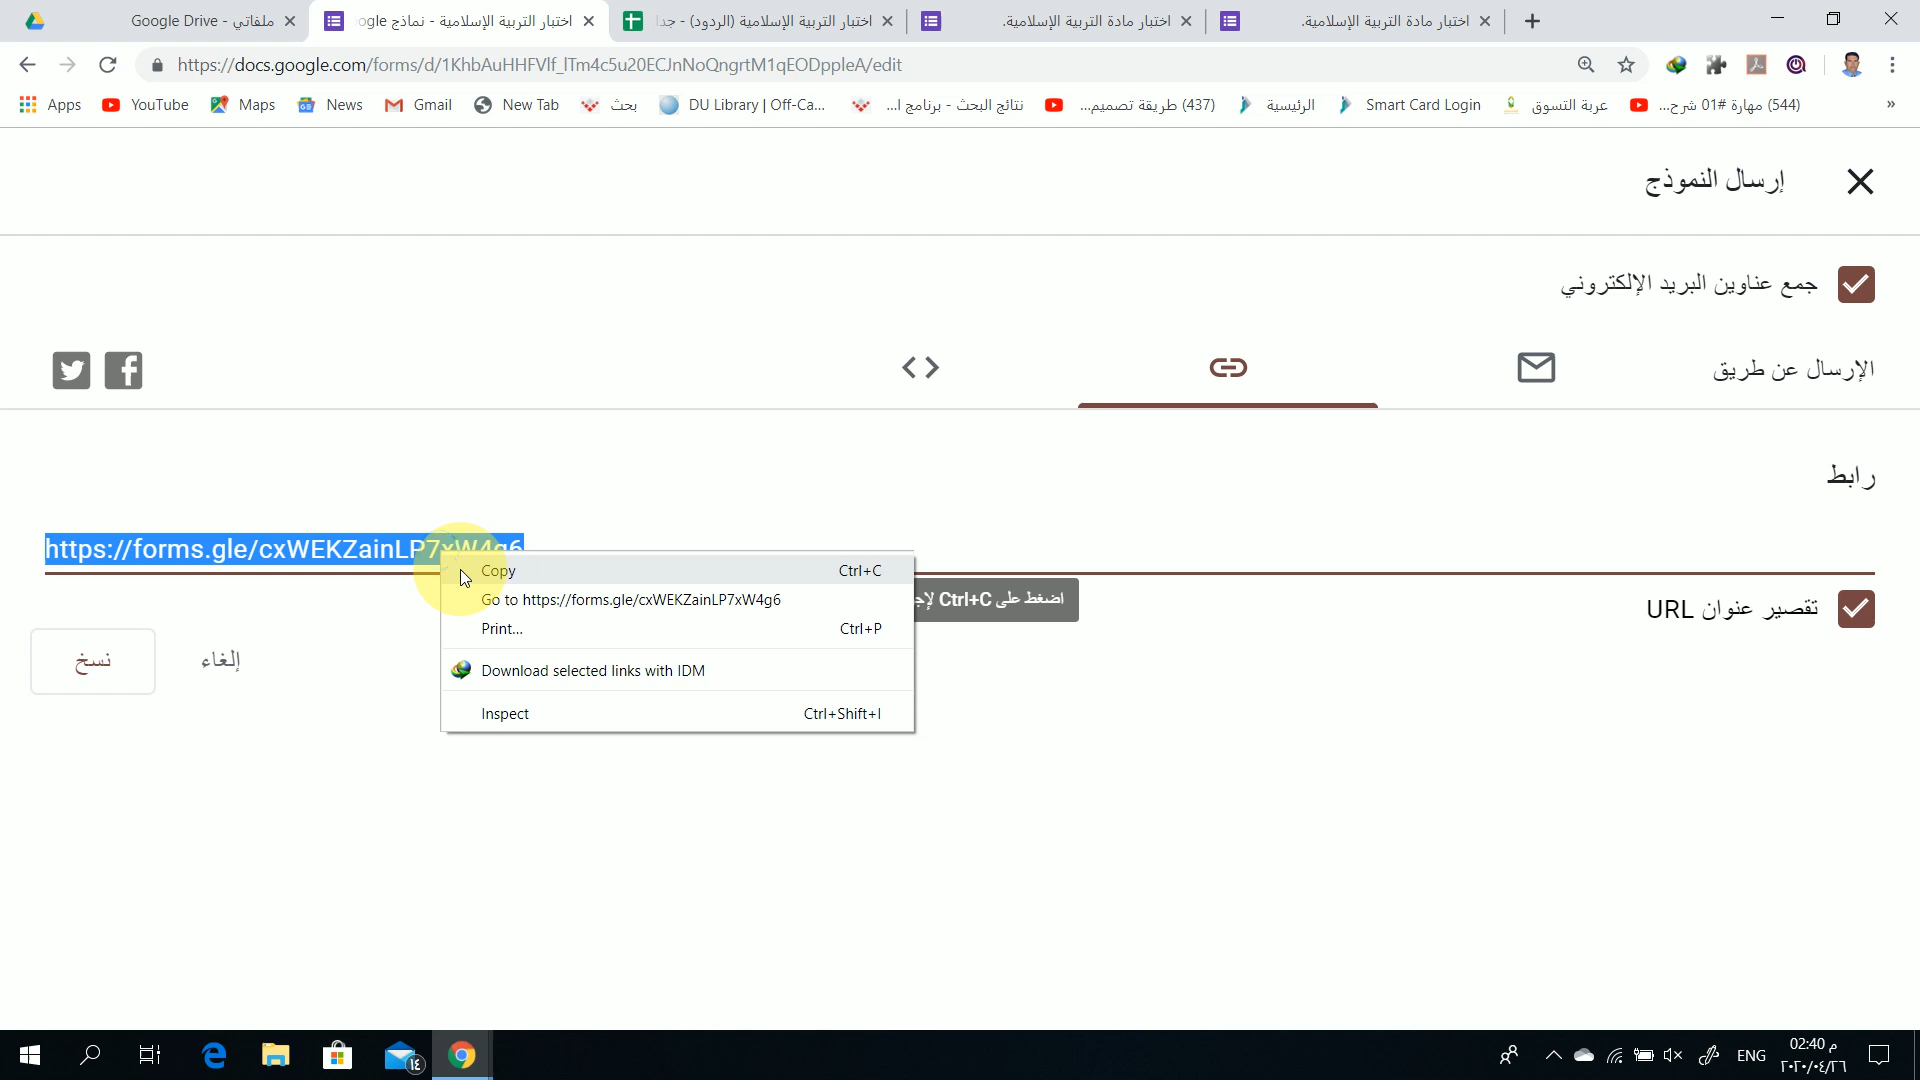 ملفاتي - Google Drive
اختبار التربية الإسلامية - نماذج
اختبار التربية الإسلامية (الردود) - جدا
اختبار مادة التربية الإسلامية.
اختبار مادة التربية الإسلامية.
https://docs.google.com/forms/d/1KhbAuHHFVlf_lTm4c5u20ECJnNoQngrtM1qEODppleA/edit
Apps
YouTube
Maps
News
Gmail
New Tab
بحث
DU Library | Off-Ca...
نتائج البحث - برنامج ا...
(437) طريقة تصميم...
الرئيسية
Smart Card Login
عربة التسوق
(544) مهارة #01 شرح...
»
إرسال النموذج
جمع عناوين البريد الإلكتروني
الإرسال عن طريق
رابط
https://forms.gle/cxWEKZainLP7xW4g6
Copy Ctrl+C
Go to https://forms.gle/cxWEKZainLP7xW4g6
Print... Ctrl+P
Download selected links with IDM
Inspect Ctrl+Shift+I
اضغط على Ctrl+C
تقصير عنوان URL
إلغاء
نسخ
١٤
ENG
02:40 م
٢٠٢٠/٠٤/٢٦